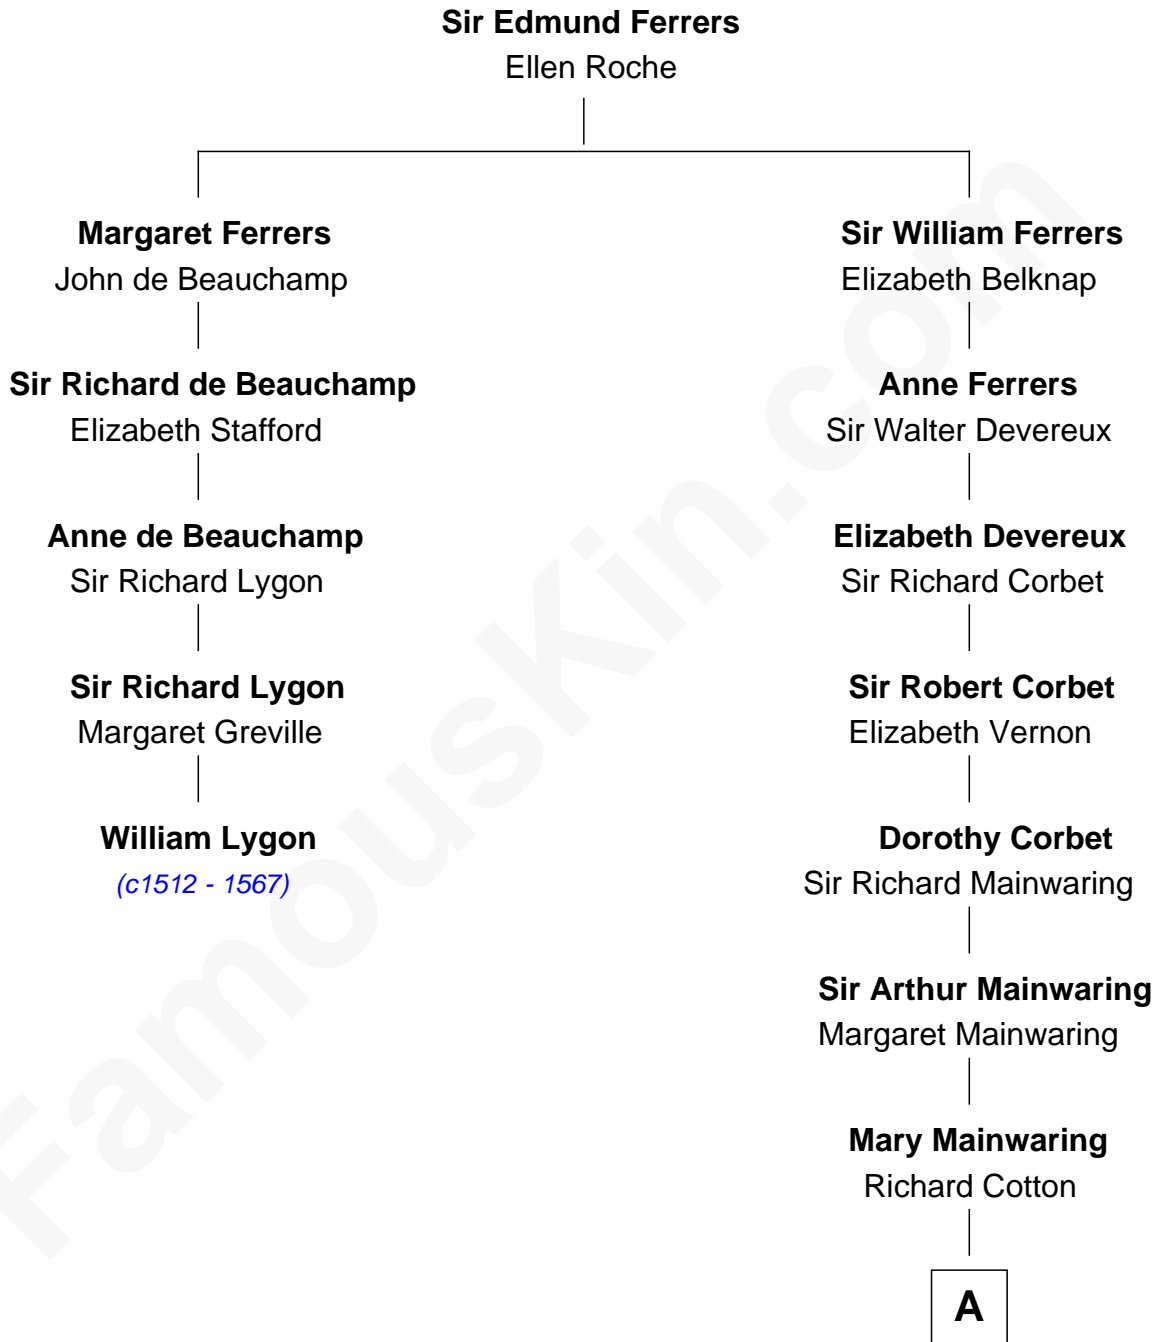 Sir Edmund Ferrers
Ellen Roche
Margaret Ferrers
John de Beauchamp
Sir William Ferrers
Elizabeth Belknap
Sir Richard de Beauchamp
Elizabeth Stafford
Anne Ferrers
Sir Walter Devereux
Anne de Beauchamp
Sir Richard Lygon
Elizabeth Devereux
Sir Richard Corbet
Sir Richard Lygon
Margaret Greville
Sir Robert Corbet
Elizabeth Vernon
William Lygon
(c1512 - 1567)
Dorothy Corbet
Sir Richard Mainwaring
Sir Arthur Mainwaring
Margaret Mainwaring
Mary Mainwaring
Richard Cotton
A
FamousKin.com